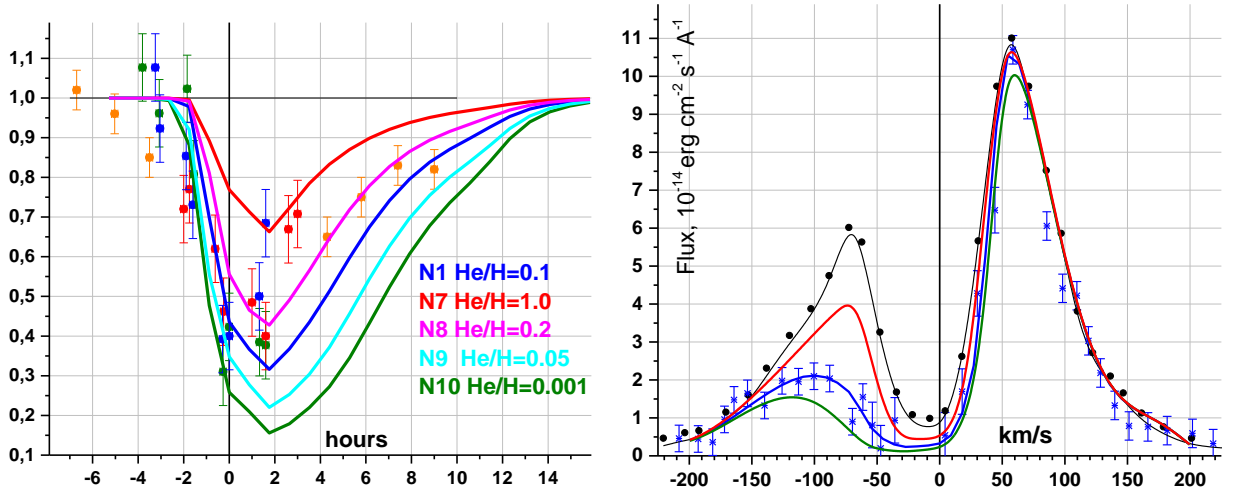 1,1
1,0
0,9
0,8
0,7
0,6
0,5
0,4
0,3
0,2
0,1
-6 -4 -2 0 2 4 6 8 10 12 14
hours
N1 He/H=0.1
N7 He/H=1.0
N8 He/H=0.2
N9 He/H=0.05
N10 He/H=0.001
11
10
9
8
7
6
5
4
3
2
1
0
-200 -150 -100 -50 0 50 100 150 200
Flux, 10⁻¹⁴ erg cm⁻² s⁻¹ A⁻¹
km/s